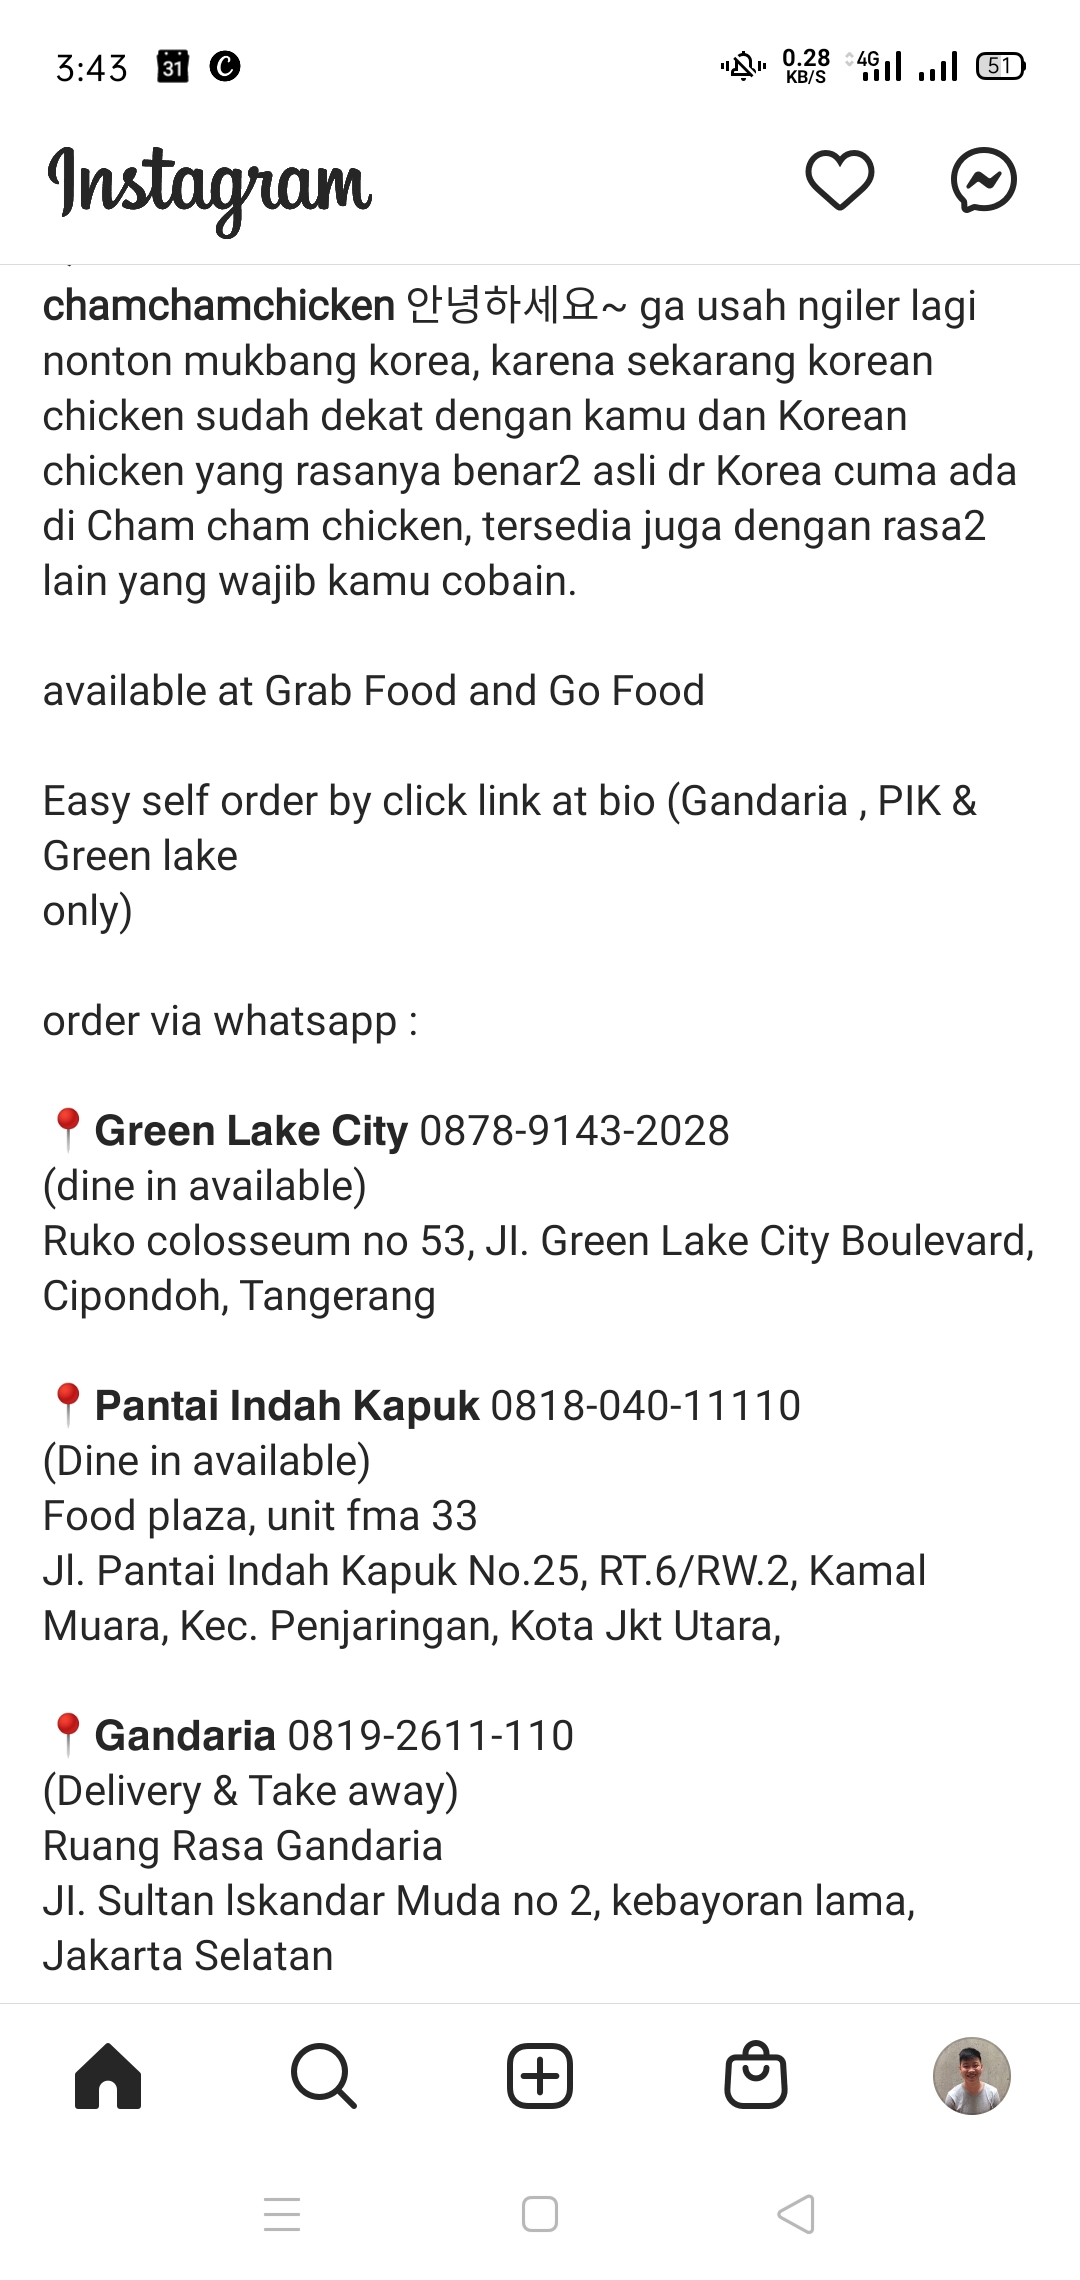 3:43 31 C 0.28 KB/S 4G 51
Instagram
chamchamchicken 안녕하세요~ ga usah ngiler lagi
nonton mukbang korea, karena sekarang korean
chicken sudah dekat dengan kamu dan Korean
chicken yang rasanya benar2 asli dr Korea cuma ada
di Cham cham chicken, tersedia juga dengan rasa2
lain yang wajib kamu cobain.
available at Grab Food and Go Food
Easy self order by click link at bio (Gandaria , PIK &
Green lake
only)
order via whatsapp :
📍Green Lake City 0878-9143-2028
(dine in available)
Ruko colosseum no 53, JI. Green Lake City Boulevard,
Cipondoh, Tangerang
📍Pantai Indah Kapuk 0818-040-11110
(Dine in available)
Food plaza, unit fma 33
Jl. Pantai Indah Kapuk No.25, RT.6/RW.2, Kamal
Muara, Kec. Penjaringan, Kota Jkt Utara,
📍Gandaria 0819-2611-110
(Delivery & Take away)
Ruang Rasa Gandaria
JI. Sultan Iskandar Muda no 2, kebayoran lama,
Jakarta Selatan